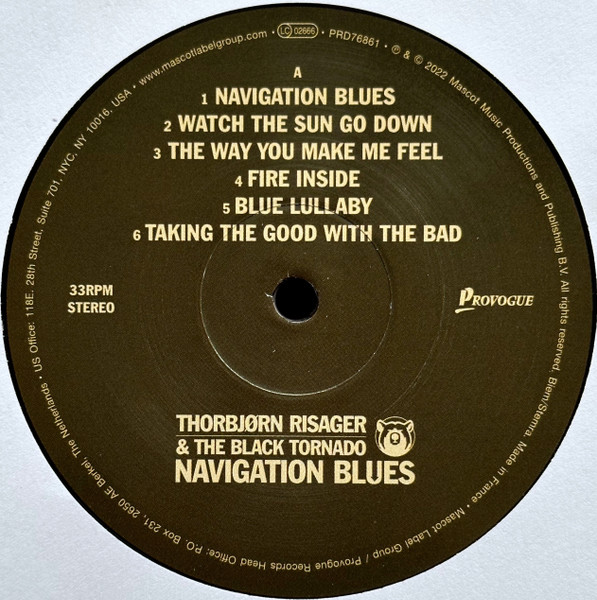 A
1 NAVIGATION BLUES
2 WATCH THE SUN GO DOWN
3 THE WAY YOU MAKE ME FEEL
4 FIRE INSIDE
5 BLUE LULLABY
6 TAKING THE GOOD WITH THE BAD
33RPM
STEREO
PROVOGUE
THORBJØRN RISAGER
& THE BLACK TORNADO
NAVIGATION BLUES
Mascot Label Group / Provogue Records Head Office: P.O. Box 231, 2650 AE Berkel, The Netherlands • US Office: 118E. 28th Street, Suite 701, NYC, NY 10016, USA • www.mascotlabelgroup.com • LC 02666 • PRD76861 • ℗ & © 2022 Mascot Music Productions and Publishing B.V. All rights reserved. Biem/Stemra. Made in France •